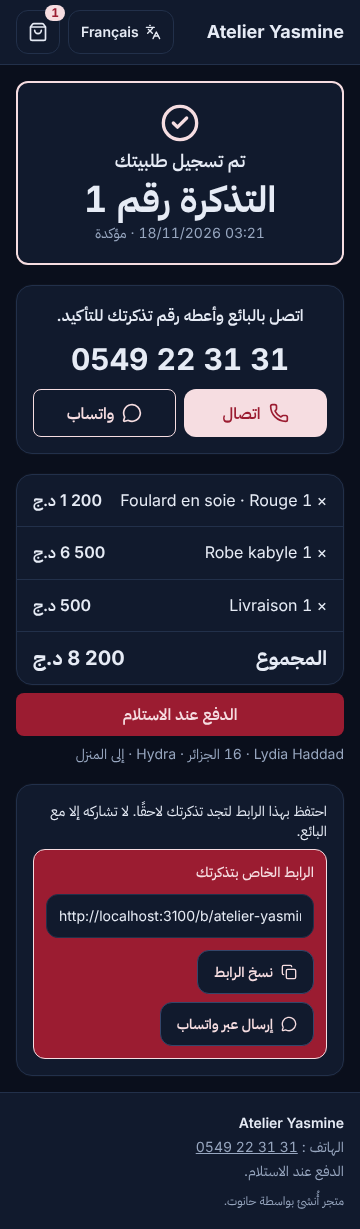 Atelier Yasmine
Français
1
تم تسجيل طلبيتك
التذكرة رقم 1
18/11/2026 03:21 · مؤكدة
اتصل بالبائع وأعطه رقم تذكرتك للتأكيد.
0549 22 31 31
اتصال
واتساب
Foulard en soie · Rouge 1 ×
1 200 د.ج
Robe kabyle 1 ×
6 500 د.ج
Livraison 1 ×
500 د.ج
المجموع
8 200 د.ج
الدفع عند الاستلام
Lydia Haddad · 16 الجزائر · Hydra · إلى المنزل
احتفظ بهذا الرابط لتجد تذكرتك لاحقًا. لا تشاركه إلا مع
البائع.
الرابط الخاص بتذكرتك
http://localhost:3100/b/atelier-yasmi
نسخ الرابط
إرسال عبر واتساب
Atelier Yasmine
الهاتف : 0549 22 31 31
الدفع عند الاستلام.
متجر أُنشئ بواسطة حانوت.